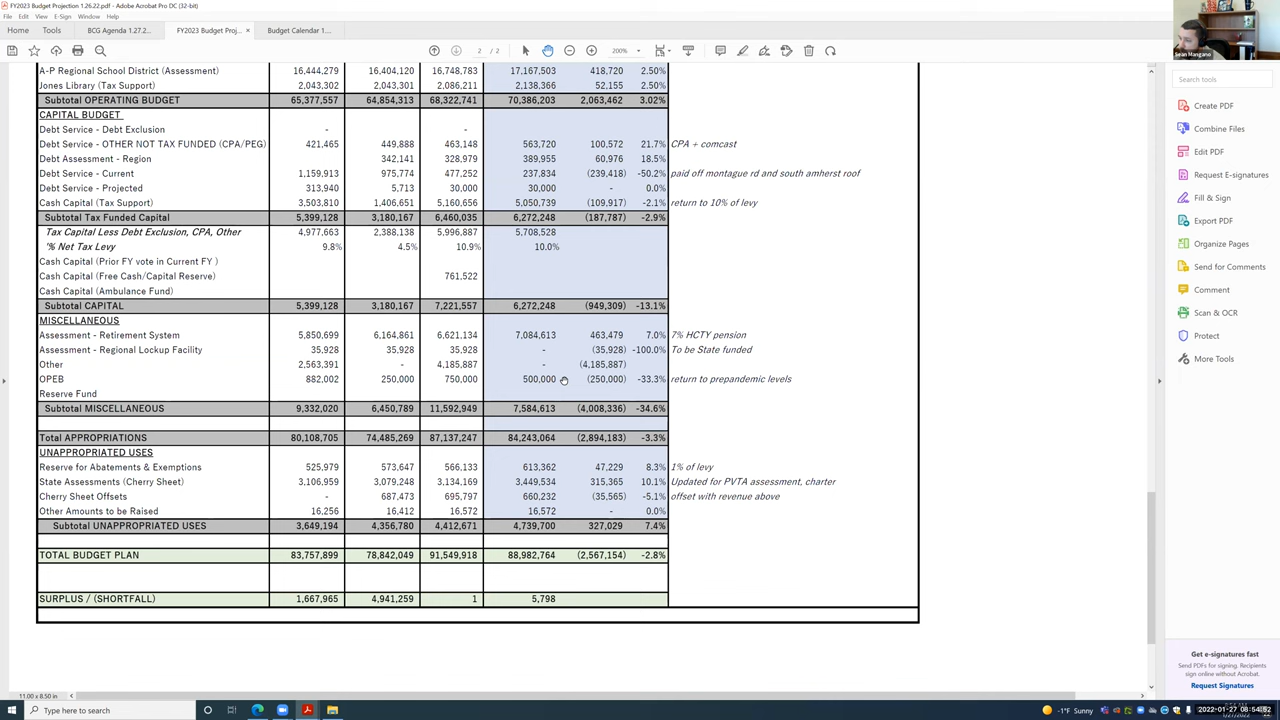 FY2023 Budget Projection 1.26.22.pdf - Adobe Acrobat Pro DC (32-bit)
File Edit View E-Sign Window Help
Home Tools BCG Agenda 1.27.2... FY2023 Budget Proj... × Budget Calendar 1....
2 / 2 200%
Sean Mangano
A-P Regional School District (Assessment) 16,444,279 16,404,120 16,748,783 17,167,503 418,720 2.50%
Jones Library (Tax Support) 2,043,302 2,043,301 2,086,211 2,138,366 52,155 2.50%
Subtotal OPERATING BUDGET 65,377,557 64,854,313 68,322,741 70,386,203 2,063,462 3.02%
CAPITAL BUDGET
Debt Service - Debt Exclusion - -
Debt Service - OTHER NOT TAX FUNDED (CPA/PEG) 421,465 449,888 463,148 563,720 100,572 21.7% CPA + comcast
Debt Assessment - Region 342,141 328,979 389,955 60,976 18.5%
Debt Service - Current 1,159,913 975,774 477,252 237,834 (239,418) -50.2% paid off montague rd and south amherst roof
Debt Service - Projected 313,940 5,713 30,000 30,000 - 0.0%
Cash Capital (Tax Support) 3,503,810 1,406,651 5,160,656 5,050,739 (109,917) -2.1% return to 10% of levy
Subtotal Tax Funded Capital 5,399,128 3,180,167 6,460,035 6,272,248 (187,787) -2.9%
Tax Capital Less Debt Exclusion, CPA, Other 4,977,663 2,388,138 5,996,887 5,708,528
'% Net Tax Levy 9.8% 4.5% 10.9% 10.0%
Cash Capital (Prior FY vote in Current FY )
Cash Capital (Free Cash/Capital Reserve) 761,522
Cash Capital (Ambulance Fund)
Subtotal CAPITAL 5,399,128 3,180,167 7,221,557 6,272,248 (949,309) -13.1%
MISCELLANEOUS
Assessment - Retirement System 5,850,699 6,164,861 6,621,134 7,084,613 463,479 7.0% 7% HCTY pension
Assessment - Regional Lockup Facility 35,928 35,928 35,928 - (35,928) -100.0% To be State funded
Other 2,563,391 - 4,185,887 - (4,185,887)
OPEB 882,002 250,000 750,000 500,000 (250,000) -33.3% return to prepandemic levels
Reserve Fund
Subtotal MISCELLANEOUS 9,332,020 6,450,789 11,592,949 7,584,613 (4,008,336) -34.6%
Total APPROPRIATIONS 80,108,705 74,485,269 87,137,247 84,243,064 (2,894,183) -3.3%
UNAPPROPRIATED USES
Reserve for Abatements & Exemptions 525,979 573,647 566,133 613,362 47,229 8.3% 1% of levy
State Assessments (Cherry Sheet) 3,106,959 3,079,248 3,134,169 3,449,534 315,365 10.1% Updated for PVTA assessment, charter
Cherry Sheet Offsets - 687,473 695,797 660,232 (35,565) -5.1% offset with revenue above
Other Amounts to be Raised 16,256 16,412 16,572 16,572 - 0.0%
Subtotal UNAPPROPRIATED USES 3,649,194 4,356,780 4,412,671 4,739,700 327,029 7.4%
TOTAL BUDGET PLAN 83,757,899 78,842,049 91,549,918 88,982,764 (2,567,154) -2.8%
SURPLUS / (SHORTFALL) 1,667,965 4,941,259 1 5,798
11.00 x 8.50 in
Search tools
Create PDF
Combine Files
Edit PDF
Request E-signatures
Fill & Sign
Export PDF
Organize Pages
Send for Comments
Comment
Scan & OCR
Protect
More Tools
Get e-signatures fast
Send PDFs for signing. Recipients
sign online without Acrobat.
Request Signatures
Type here to search
-1°F Sunny
2022-01-27 08:54:52